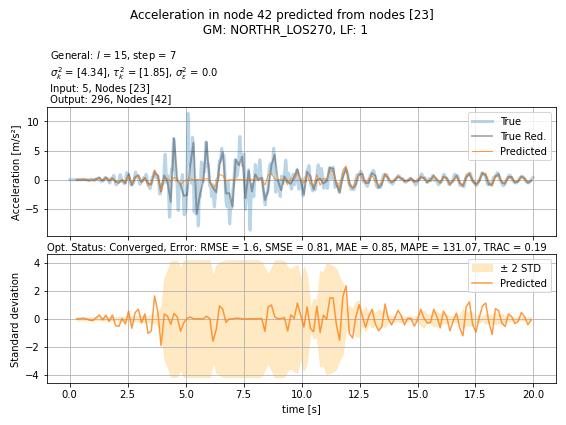 Acceleration in node 42 predicted from nodes [23]
GM: NORTHR_LOS270, LF: 1
General: l = 15, step = 7
σ²ₖ = [4.34], τ²ₖ = [1.85], σ²ε = 0.0
Input: 5, Nodes [23]
Output: 296, Nodes [42]
10
5
0
−5
Acceleration [m/s²]
True
True Red.
Predicted
Opt. Status: Converged, Error: RMSE = 1.6, SMSE = 0.81, MAE = 0.85, MAPE = 131.07, TRAC = 0.19
4
2
0
−2
−4
Standard deviation
± 2 STD
Predicted
0.0 2.5 5.0 7.5 10.0 12.5 15.0 17.5 20.0
time [s]